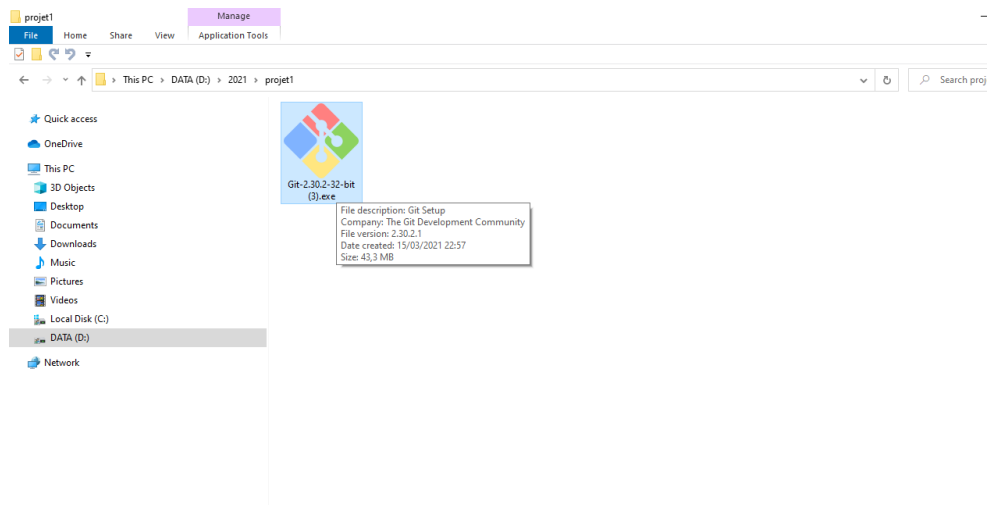 projet1
Manage
File Home Share View Application Tools
This PC > DATA (D:) > 2021 > projet1
Search proj
Quick access
OneDrive
This PC
3D Objects
Desktop
Documents
Downloads
Music
Pictures
Videos
Local Disk (C:)
DATA (D:)
Network
Git-2.30.2-32-bit
(3).exe
File description: Git Setup
Company: The Git Development Community
File version: 2.30.2.1
Date created: 15/03/2021 22:57
Size: 43,3 MB